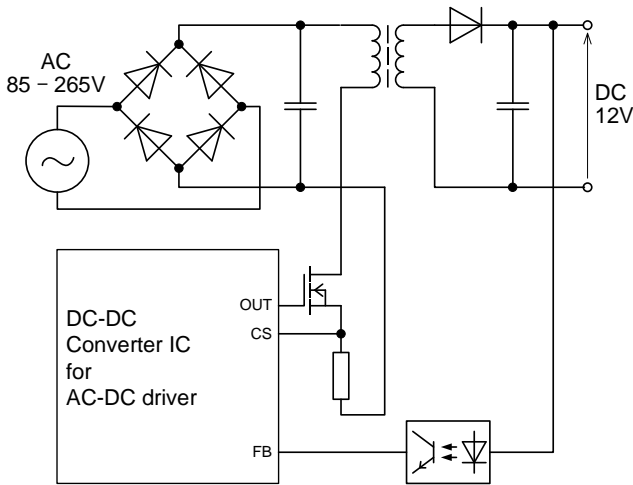 AC
85 – 265V
DC
12V
OUT
CS
DC-DC
Converter IC
for
AC-DC driver
FB